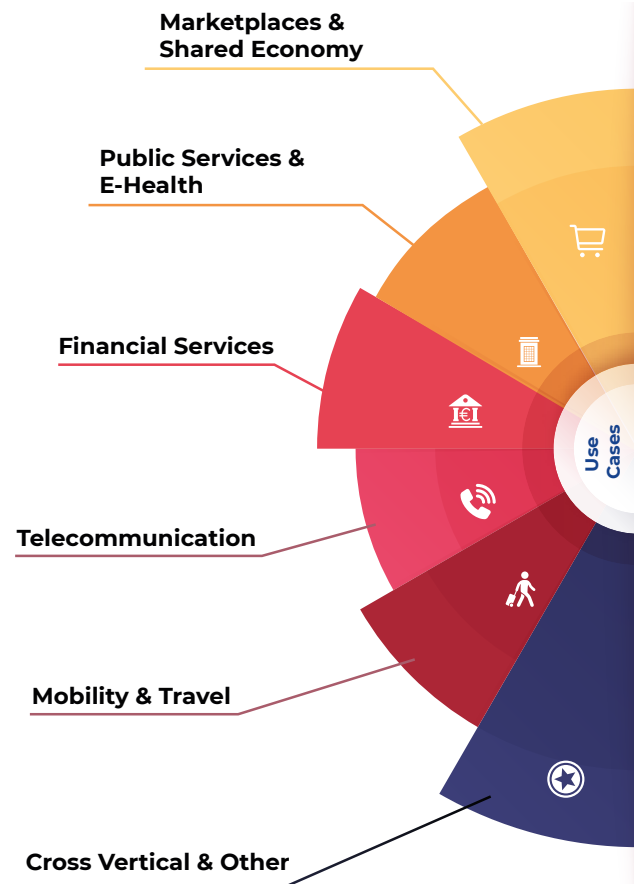 Marketplaces &
Shared Economy
Public Services &
E-Health
Financial Services
€
Use
Cases
Telecommunication
Mobility & Travel
Cross Vertical & Other